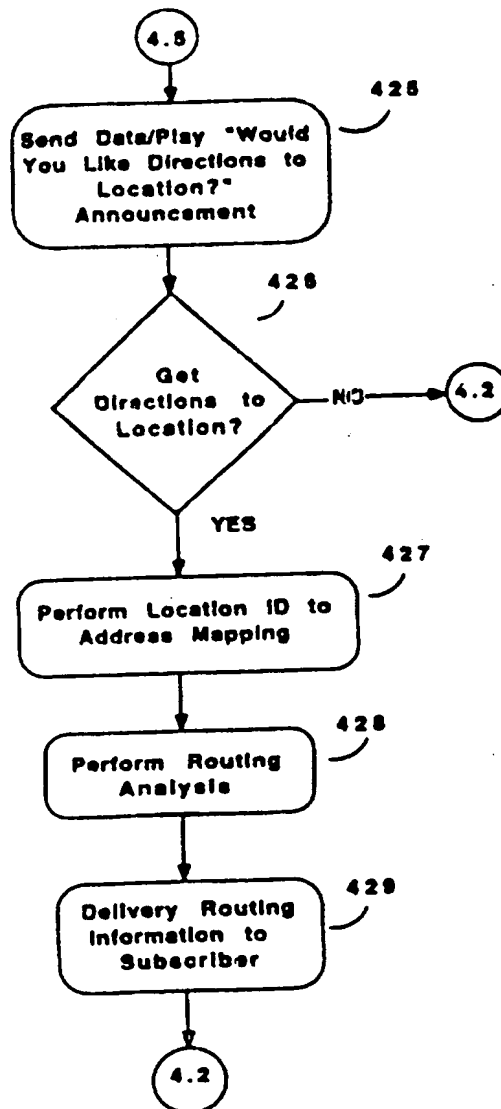 4.5
425
Send Data/Play "Would
You Like Directions to
Location?"
Announcement
426
Get
Directions to
Location?
NO
4.2
YES
427
Perform Location ID to
Address Mapping
428
Perform Routing
Analysis
429
Delivery Routing
Information to
Subscriber
4.2